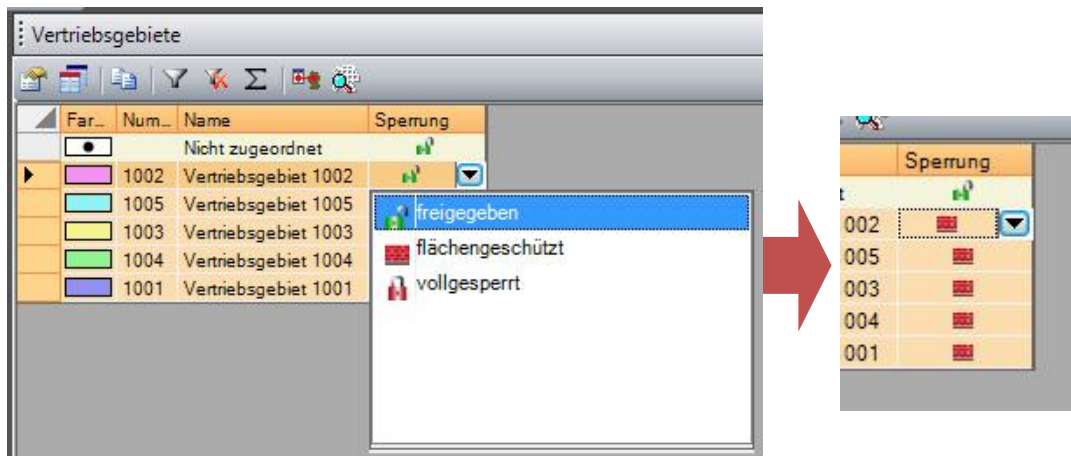 Vertriebsgebiete
Far... Num... Name Sperrung
Nicht zugeordnet
1002 Vertriebsgebiet 1002
1005 Vertriebsgebiet 1005
1003 Vertriebsgebiet 1003
1004 Vertriebsgebiet 1004
1001 Vertriebsgebiet 1001
freigegeben
flächengeschützt
vollgesperrt
Sperrung
t
002
005
003
004
001